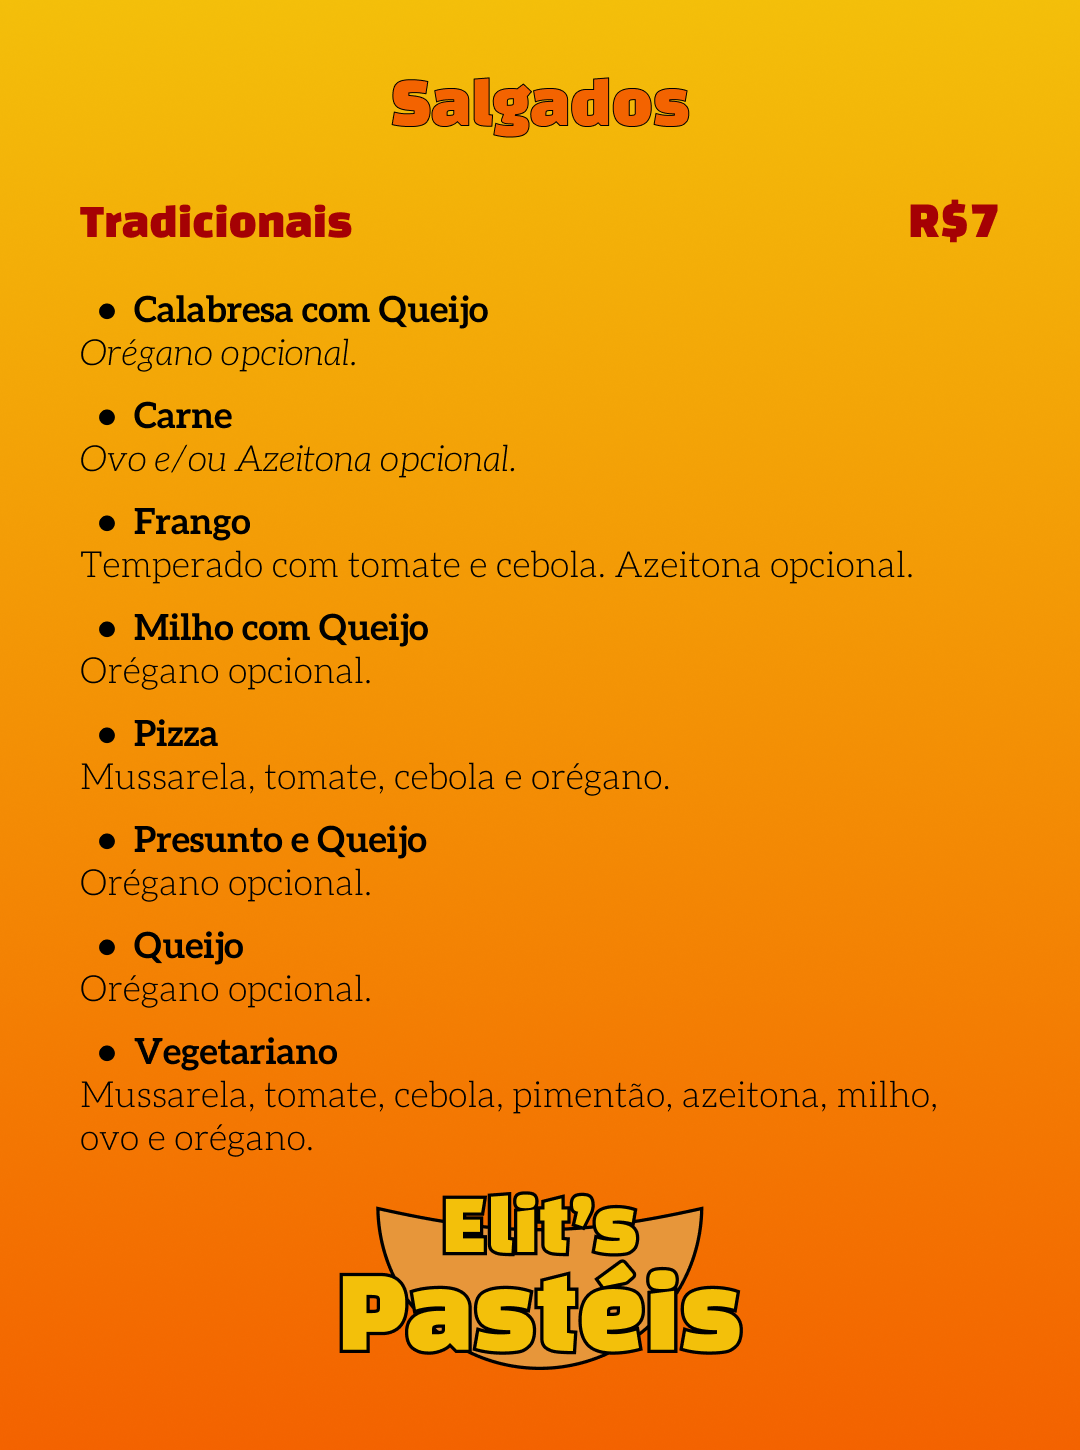 Salgados
Tradicionais R$7
● Calabresa com Queijo
Orégano opcional.
● Carne
Ovo e/ou Azeitona opcional.
● Frango
Temperado com tomate e cebola. Azeitona opcional.
● Milho com Queijo
Orégano opcional.
● Pizza
Mussarela, tomate, cebola e orégano.
● Presunto e Queijo
Orégano opcional.
● Queijo
Orégano opcional.
● Vegetariano
Mussarela, tomate, cebola, pimentão, azeitona, milho,
ovo e orégano.
Elit's
Pastéis